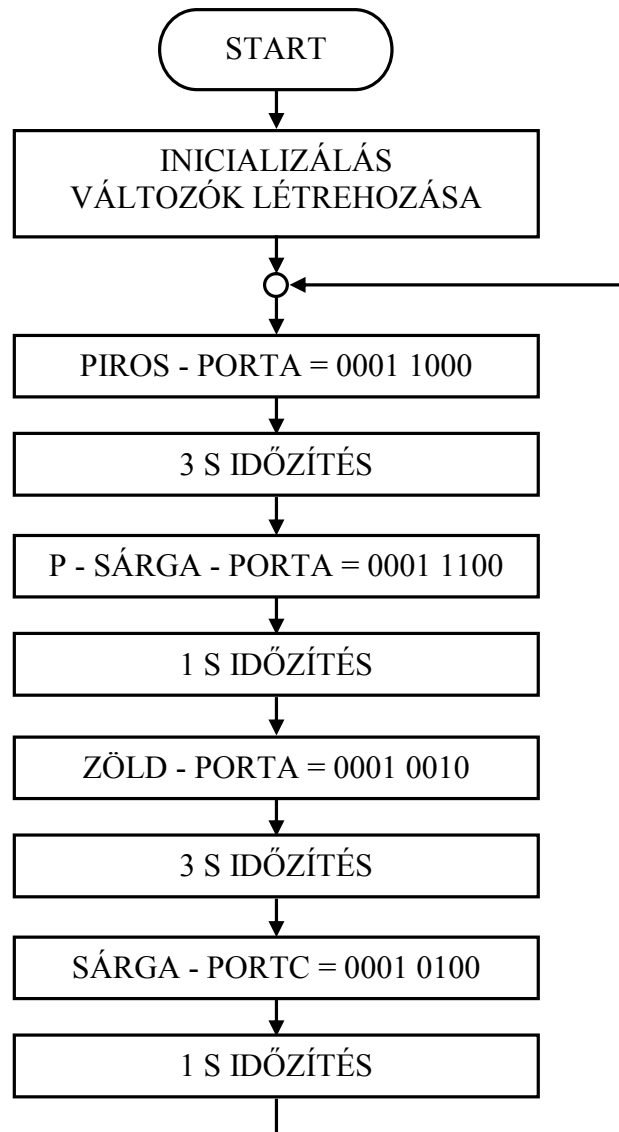 START
INICIALIZÁLÁS
VÁLTOZÓK LÉTREHOZÁSA
PIROS - PORTA = 0001 1000
3 S IDŐZÍTÉS
P - SÁRGA - PORTA = 0001 1100
1 S IDŐZÍTÉS
ZÖLD - PORTA = 0001 0010
3 S IDŐZÍTÉS
SÁRGA - PORTC = 0001 0100
1 S IDŐZÍTÉS